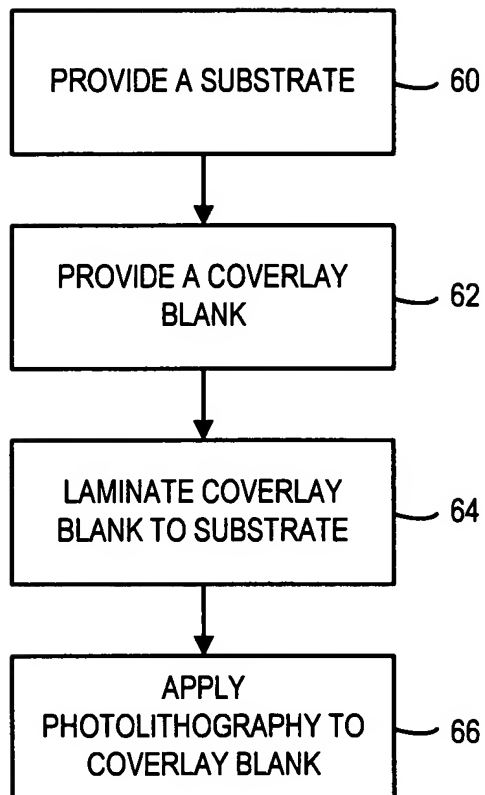 PROVIDE A SUBSTRATE
60
PROVIDE A COVERLAY
BLANK
62
LAMINATE COVERLAY
BLANK TO SUBSTRATE
64
APPLY
PHOTOLITHOGRAPHY TO
COVERLAY BLANK
66